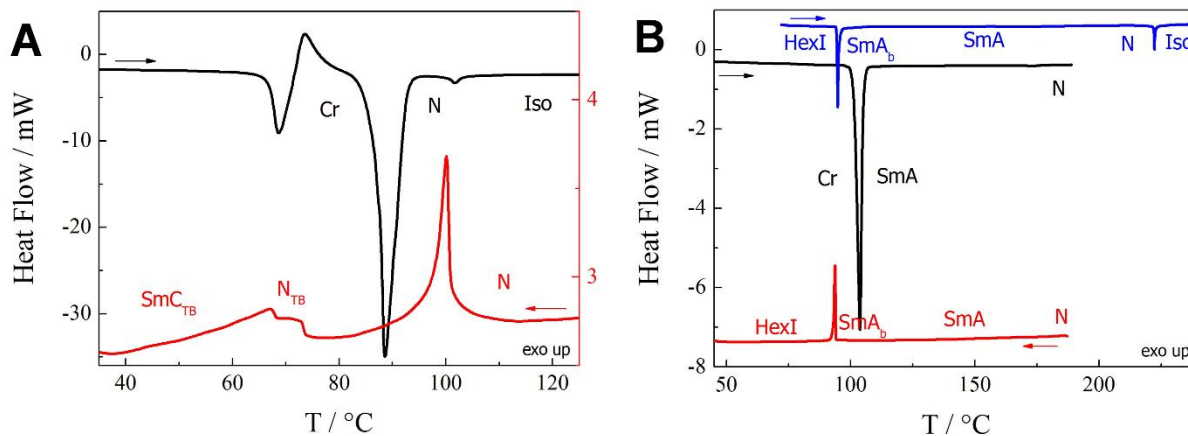 A
Heat Flow / mW
0
-10
-20
-30
4
3
Cr
N
Iso
SmC_TB
N_TB
N
exo up
40
60
80
100
120
T / °C
B
Heat Flow / mW
0
-2
-4
-6
-8
HexI
SmA_b
SmA
N
Iso
N
Cr
SmA
HexI
SmA_b
SmA
N
exo up
50
100
150
200
T / °C